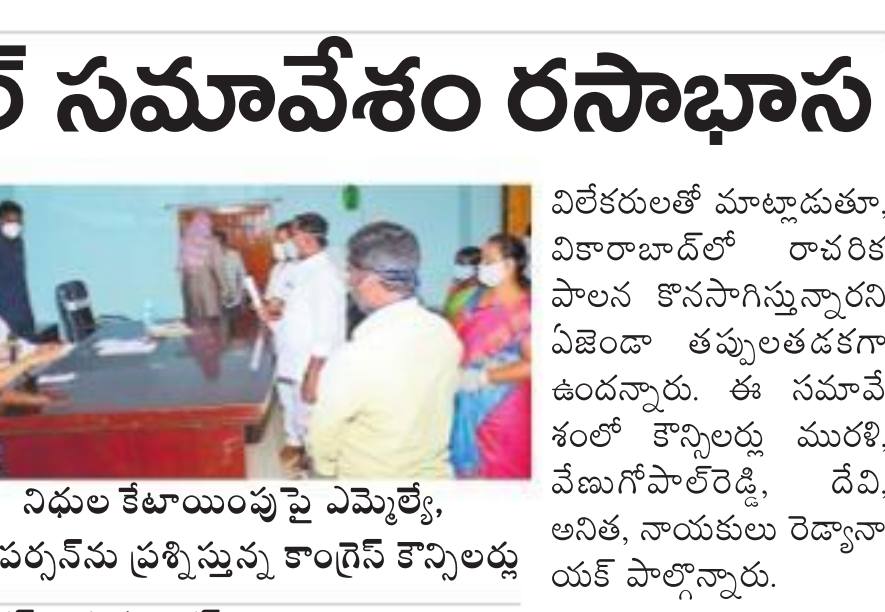 సమావేశం రసాభాస
నిధుల కేటాయింపుపై ఎమ్మెల్యే,
పర్సన్‌ను ప్రశ్నిస్తున్న కాంగ్రెస్ కౌన్సిలర్లు
విలేకరులతో మాట్లాడుతూ,
వికారాబాద్‌లో రాచరిక
పాలన కొనసాగిస్తున్నారని
ఏజెండా తప్పులతడకగా
ఉందన్నారు. ఈ సమావే
శంలో కౌన్సిలర్లు మురళి,
వేణుగోపాల్‌రెడ్డి, దేవి,
అనిత, నాయకులు రెడ్యానా
యక్ పాల్గొన్నారు.